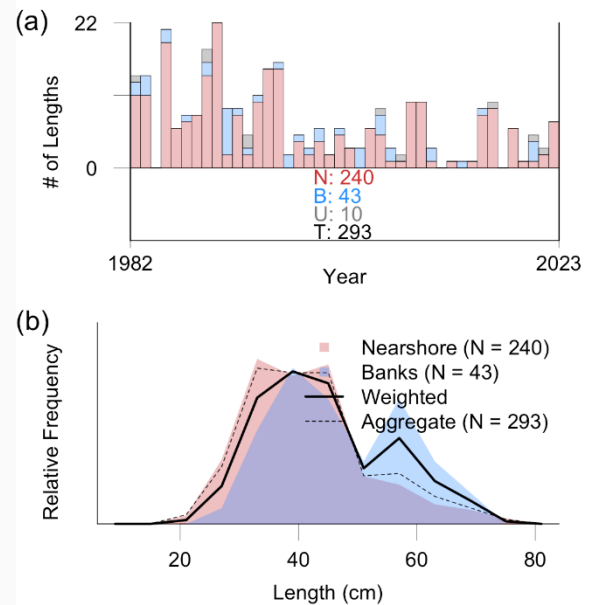 (a)
22
# of Lengths
0
N: 240
B: 43
U: 10
T: 293
1982
Year
2023
(b)
Relative Frequency
Nearshore (N = 240)
Banks (N = 43)
Weighted
Aggregate (N = 293)
20
40
60
80
Length (cm)